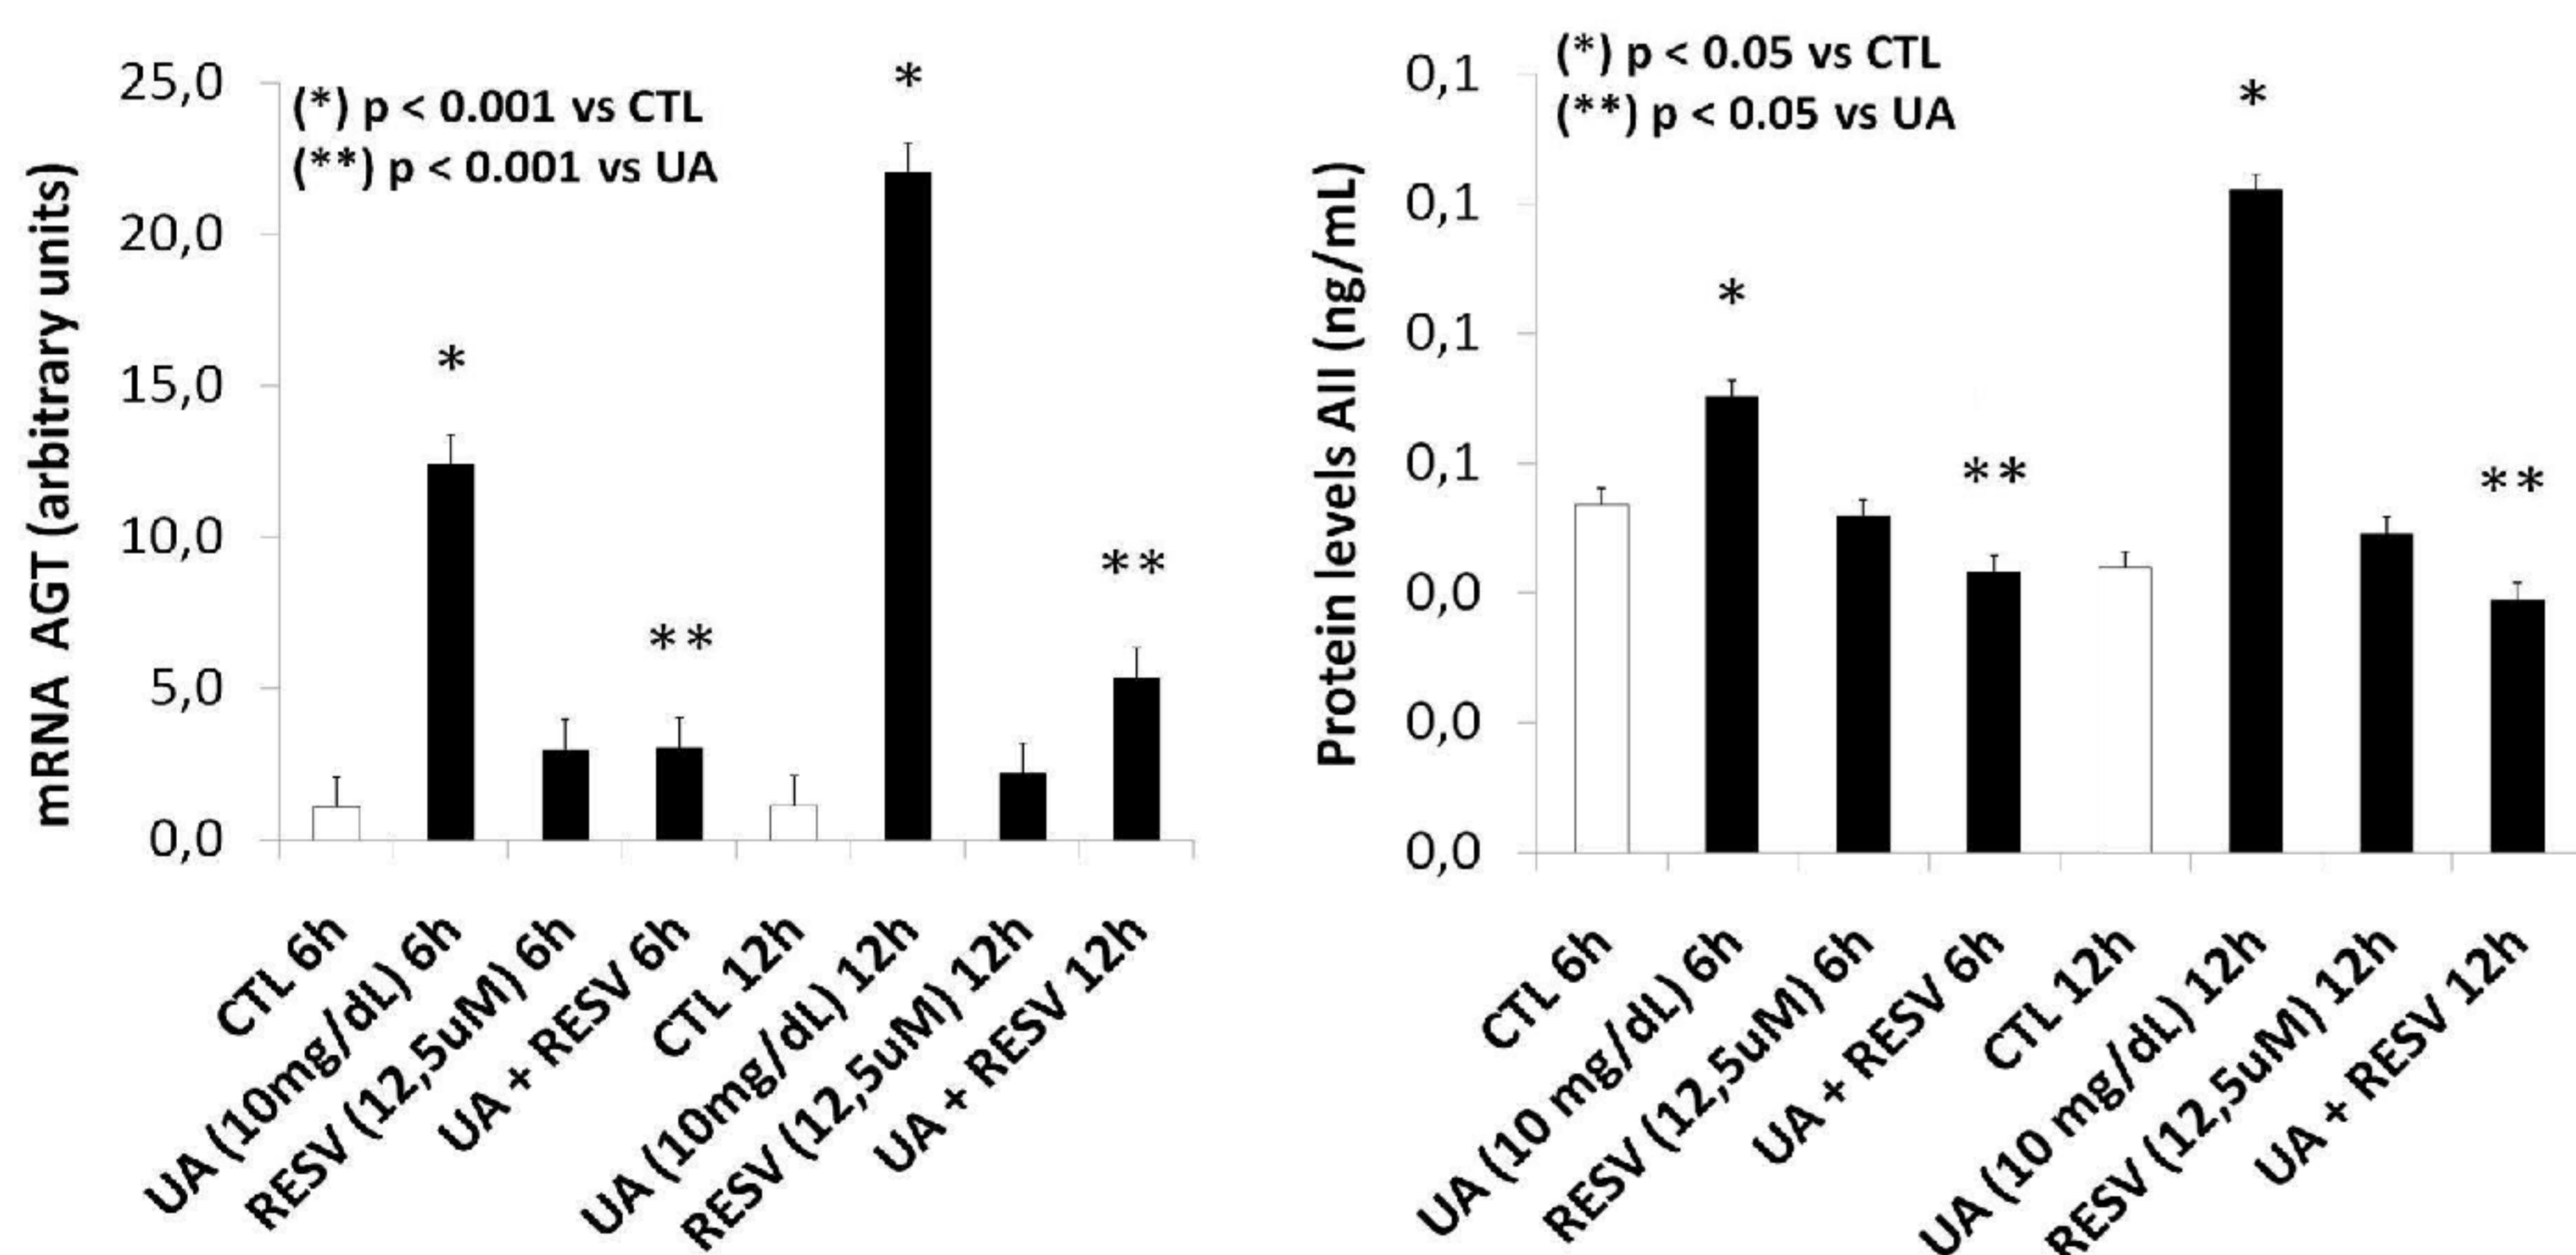 (*) p < 0.001 vs CTL
(**) p < 0.001 vs UA
mRNA AGT (arbitrary units)
25,0
20,0
15,0
10,0
5,0
0,0
*
**
*
**
CTL 6h
UA (10mg/dL) 6h
RESV (12,5uM) 6h
UA + RESV 6h
CTL 12h
UA (10mg/dL) 12h
RESV (12,5uM) 12h
UA + RESV 12h
(*) p < 0.05 vs CTL
(**) p < 0.05 vs UA
Protein levels AII (ng/mL)
0,1
0,1
0,1
0,1
0,0
0,0
0,0
*
**
*
**
CTL 6h
UA (10 mg/dL) 6h
RESV (12,5uM) 6h
UA + RESV 6h
CTL 12h
UA (10 mg/dL) 12h
RESV (12,5uM) 12h
UA + RESV 12h